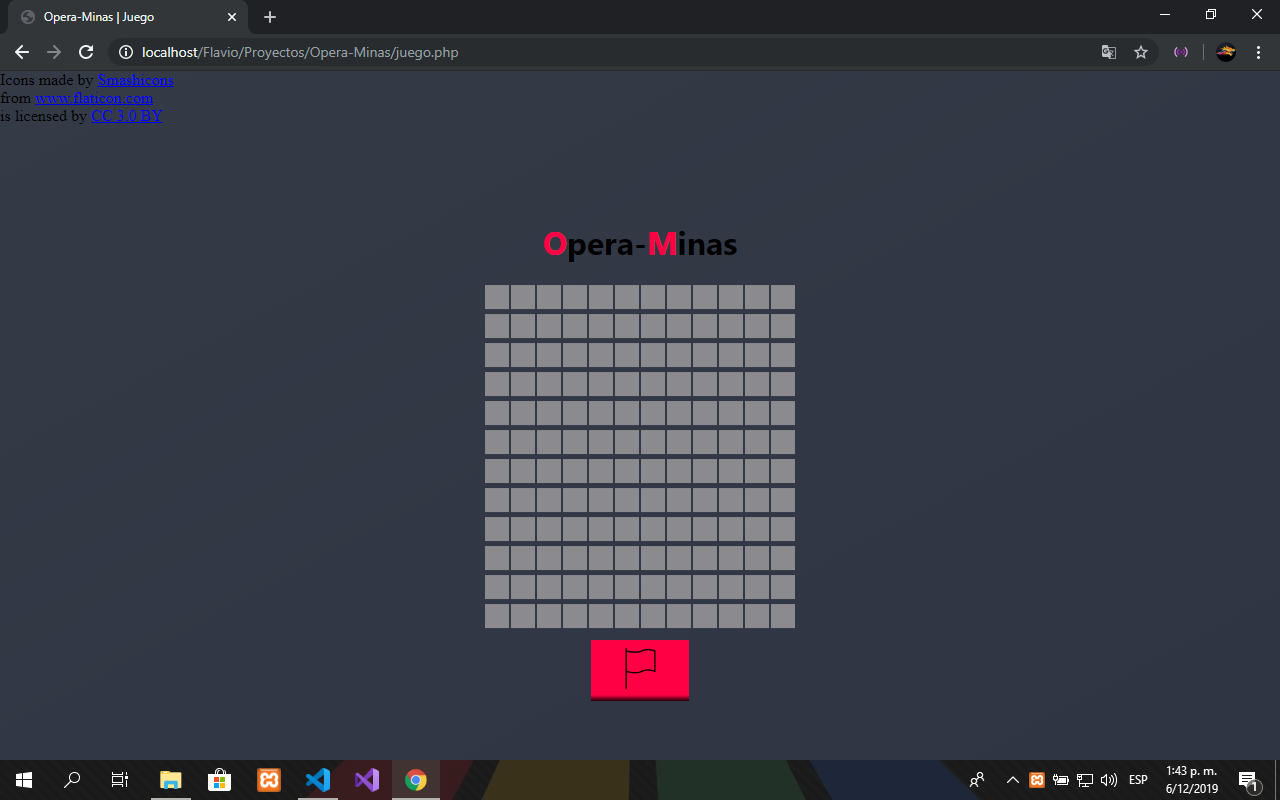 Opera-Minas | Juego
localhost/Flavio/Proyectos/Opera-Minas/juego.php
Icons made by Smashicons
from www.flaticon.com
is licensed by CC 3.0 BY
Opera-Minas
ESP
1:43 p. m.
6/12/2019
1